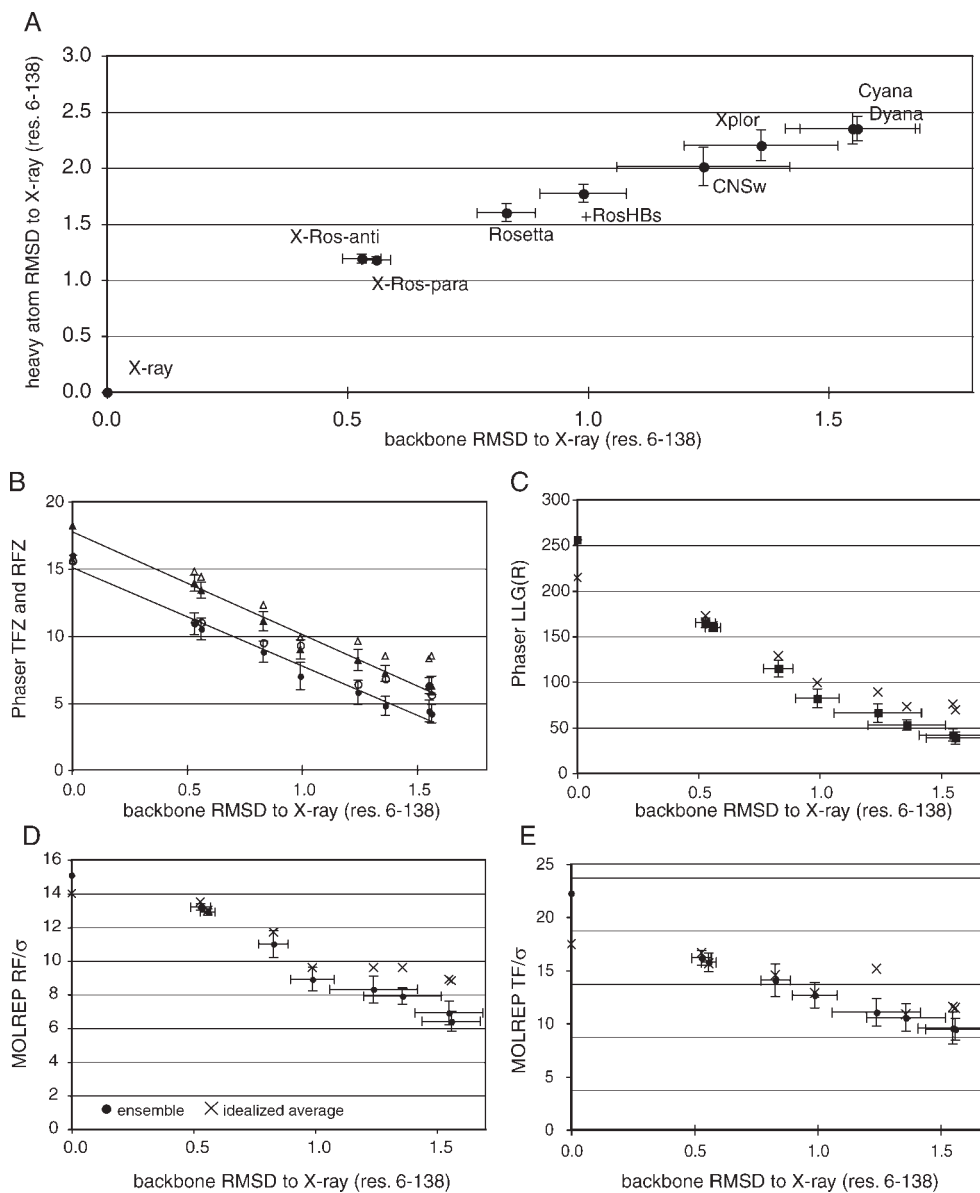 A
heavy atom RMSD to X-ray (res. 6-138)
3.0
2.5
2.0
1.5
1.0
0.5
0.0
Cyana
Dyana
Xplor
CNSw
+RosHBs
Rosetta
X-Ros-anti
X-Ros-para
X-ray
0.0
0.5
1.0
1.5
backbone RMSD to X-ray (res. 6-138)
B
Phaser TFZ and RFZ
20
15
10
5
0
0.0
0.5
1.0
1.5
backbone RMSD to X-ray (res. 6-138)
C
Phaser LLG(R)
300
250
200
150
100
50
0
0.0
0.5
1.0
1.5
backbone RMSD to X-ray (res. 6-138)
D
MOLREP RF/σ
16
14
12
10
8
6
4
2
0
ensemble
idealized average
0.0
0.5
1.0
1.5
backbone RMSD to X-ray (res. 6-138)
E
MOLREP TF/σ
25
20
15
10
5
0
0.0
0.5
1.0
1.5
backbone RMSD to X-ray (res. 6-138)